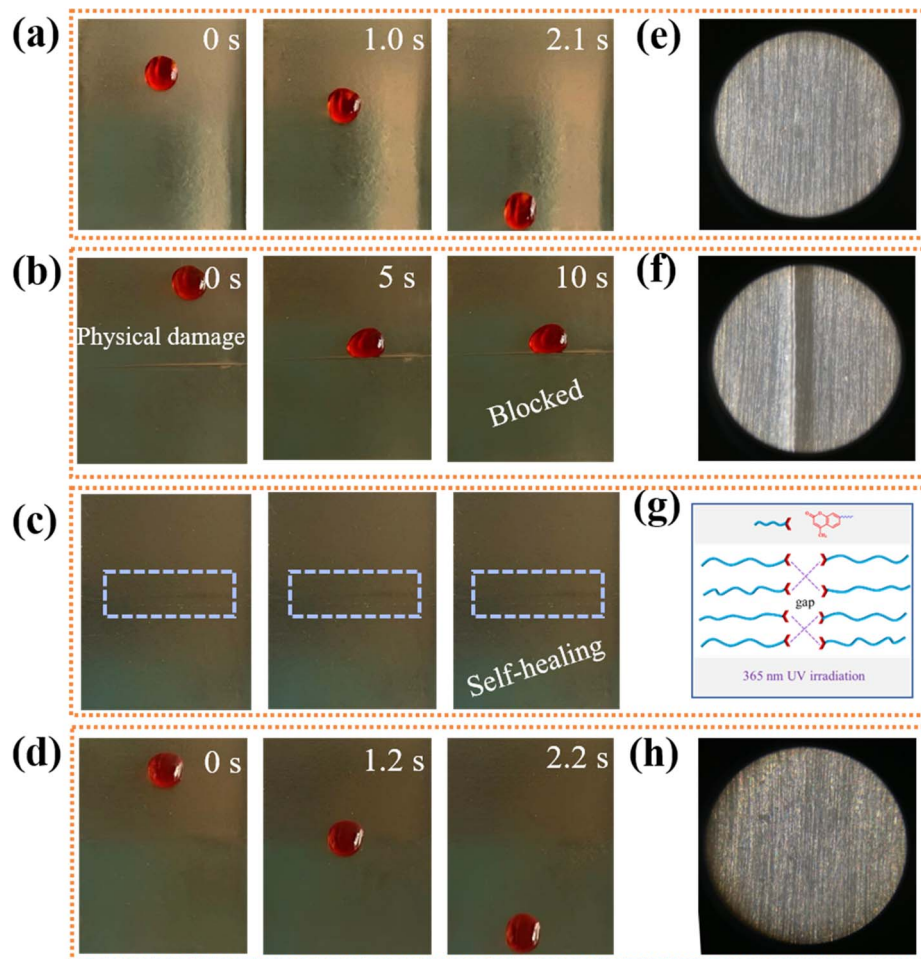 (a)
0 s
1.0 s
2.1 s
(e)
(b)
0 s
5 s
10 s
Physical damage
Blocked
(f)
(c)
Self-healing
(g)
O
O
CH₃
gap
365 nm UV irradiation
(d)
0 s
1.2 s
2.2 s
(h)